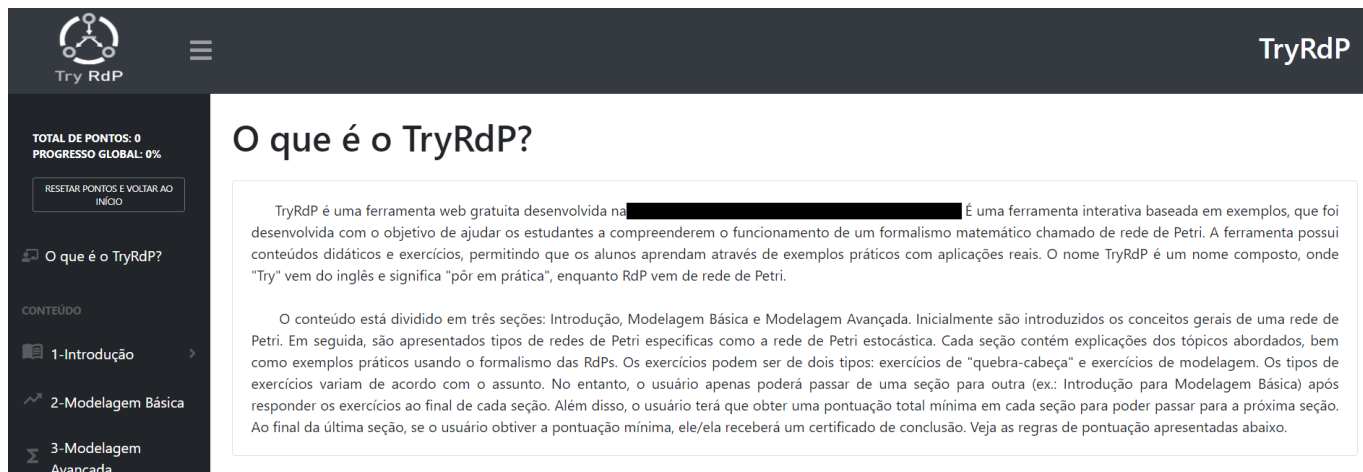 Try RdP
TryRdP
TOTAL DE PONTOS: 0
PROGRESSO GLOBAL: 0%
RESETAR PONTOS E VOLTAR AO
INÍCIO
O que é o TryRdP?
CONTEÚDO
1-Introdução
2-Modelagem Básica
3-Modelagem
Avançada
O que é o TryRdP?
TryRdP é uma ferramenta web gratuita desenvolvida na É uma ferramenta interativa baseada em exemplos, que foi
desenvolvida com o objetivo de ajudar os estudantes a compreenderem o funcionamento de um formalismo matemático chamado de rede de Petri. A ferramenta possui
conteúdos didáticos e exercícios, permitindo que os alunos aprendam através de exemplos práticos com aplicações reais. O nome TryRdP é um nome composto, onde
"Try" vem do inglês e significa "pôr em prática", enquanto RdP vem de rede de Petri.
O conteúdo está dividido em três seções: Introdução, Modelagem Básica e Modelagem Avançada. Inicialmente são introduzidos os conceitos gerais de uma rede de
Petri. Em seguida, são apresentados tipos de redes de Petri especificas como a rede de Petri estocástica. Cada seção contém explicações dos tópicos abordados, bem
como exemplos práticos usando o formalismo das RdPs. Os exercícios podem ser de dois tipos: exercícios de "quebra-cabeça" e exercícios de modelagem. Os tipos de
exercícios variam de acordo com o assunto. No entanto, o usuário apenas poderá passar de uma seção para outra (ex.: Introdução para Modelagem Básica) após
responder os exercícios ao final de cada seção. Além disso, o usuário terá que obter uma pontuação total mínima em cada seção para poder passar para a próxima seção.
Ao final da última seção, se o usuário obtiver a pontuação mínima, ele/ela receberá um certificado de conclusão. Veja as regras de pontuação apresentadas abaixo.